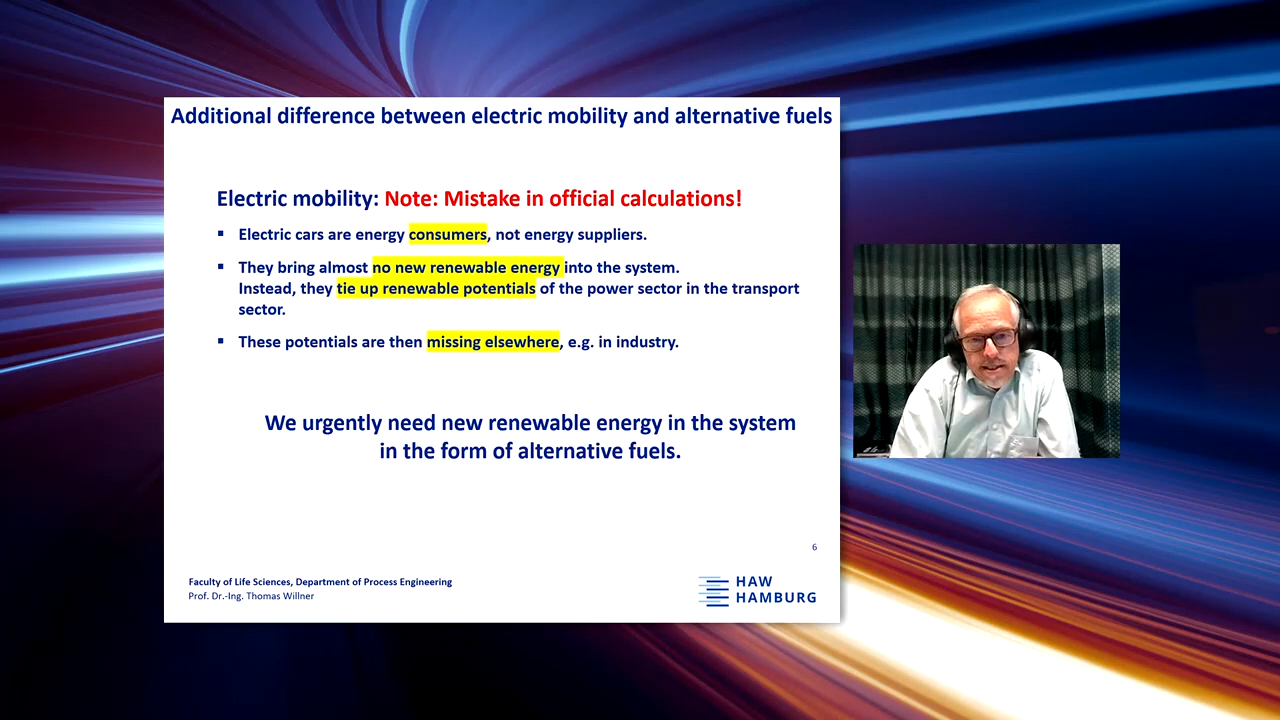 Additional difference between electric mobility and alternative fuels
Electric mobility: Note: Mistake in official calculations!
▪ Electric cars are energy consumers, not energy suppliers.
▪ They bring almost no new renewable energy into the system.
Instead, they tie up renewable potentials of the power sector in the transport
sector.
▪ These potentials are then missing elsewhere, e.g. in industry.
We urgently need new renewable energy in the system
in the form of alternative fuels.
6
Faculty of Life Sciences, Department of Process Engineering
Prof. Dr.-Ing. Thomas Willner
HAW
HAMBURG